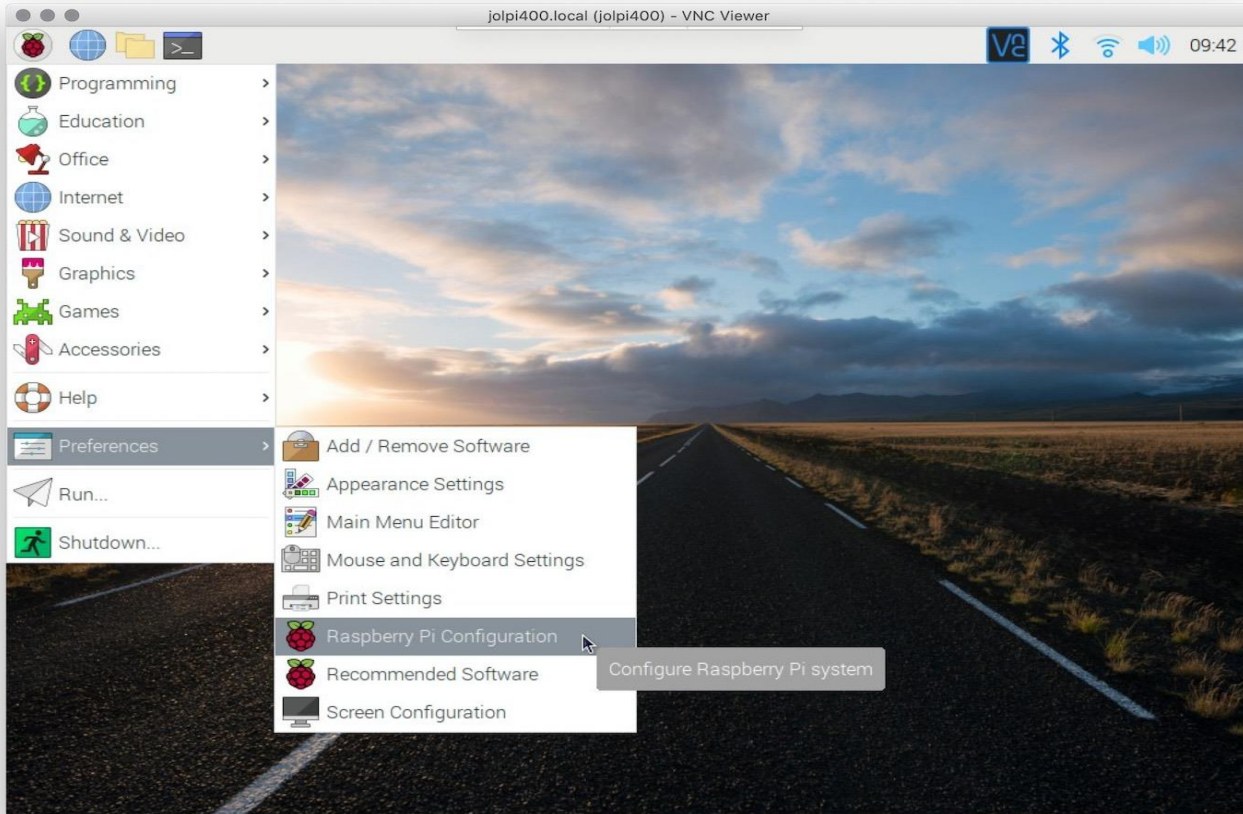 jolpi400.local (jolpi400) - VNC Viewer
>_
VNC
09:42
Programming
Education
Office
Internet
Sound & Video
Graphics
Games
Accessories
Help
Preferences
Run...
Shutdown...
Add / Remove Software
Appearance Settings
Main Menu Editor
Mouse and Keyboard Settings
Print Settings
Raspberry Pi Configuration
Configure Raspberry Pi system
Recommended Software
Screen Configuration